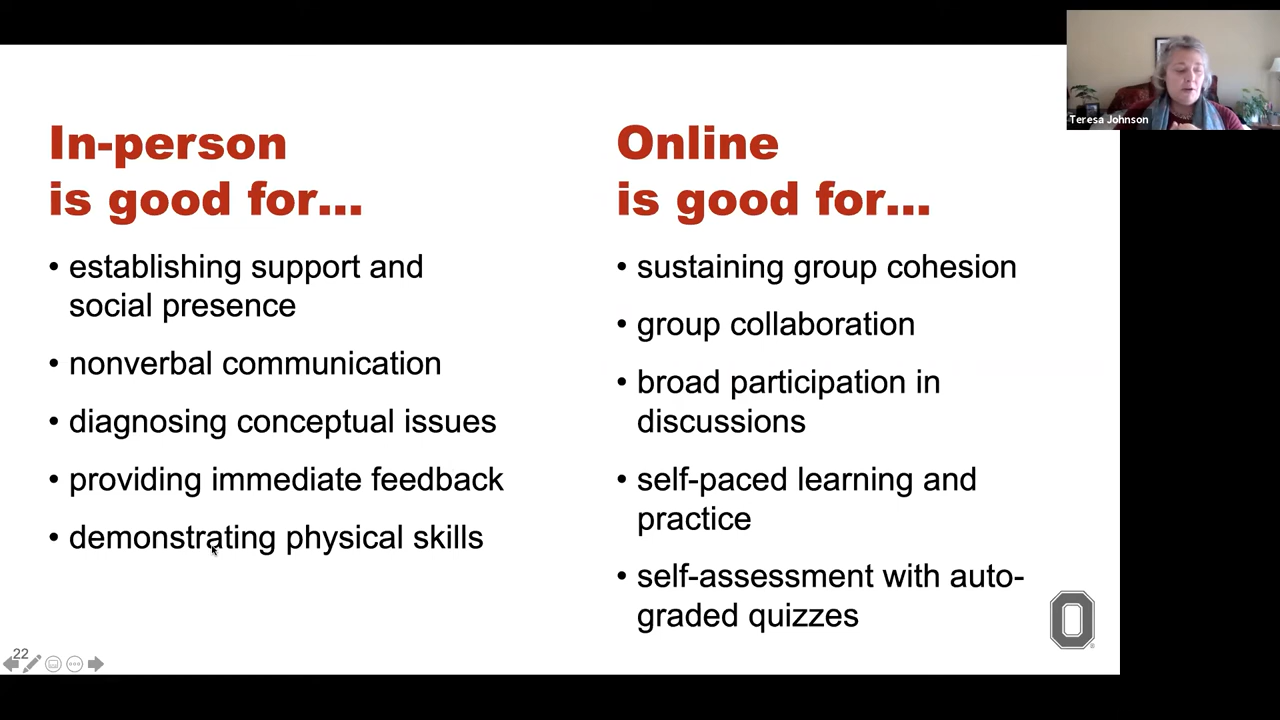 Teresa Johnson
In-person
is good for...
• establishing support and
social presence
• nonverbal communication
• diagnosing conceptual issues
• providing immediate feedback
• demonstrating physical skills
Online
is good for...
• sustaining group cohesion
• group collaboration
• broad participation in
discussions
• self-paced learning and
practice
• self-assessment with auto-
graded quizzes
O
22